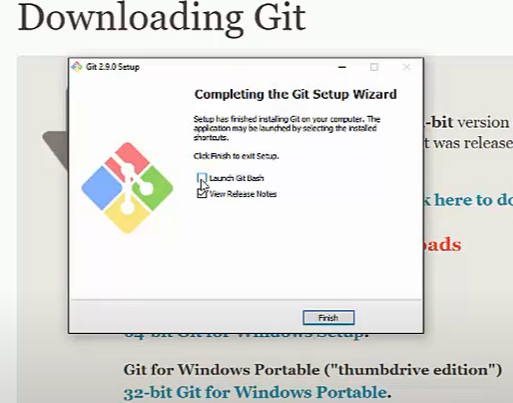 Downloading Git
Git 2.9.0 Setup
Completing the Git Setup Wizard
Setup has finished installing Git on your computer. The
application may be launched by selecting the installed
shortcuts.
Click Finish to exit Setup.
Launch Git Bash
View Release Notes
Finish
-bit version
t was release
k here to do
ads
64-bit Git for Windows Setup.
Git for Windows Portable ("thumbdrive edition")
32-bit Git for Windows Portable.